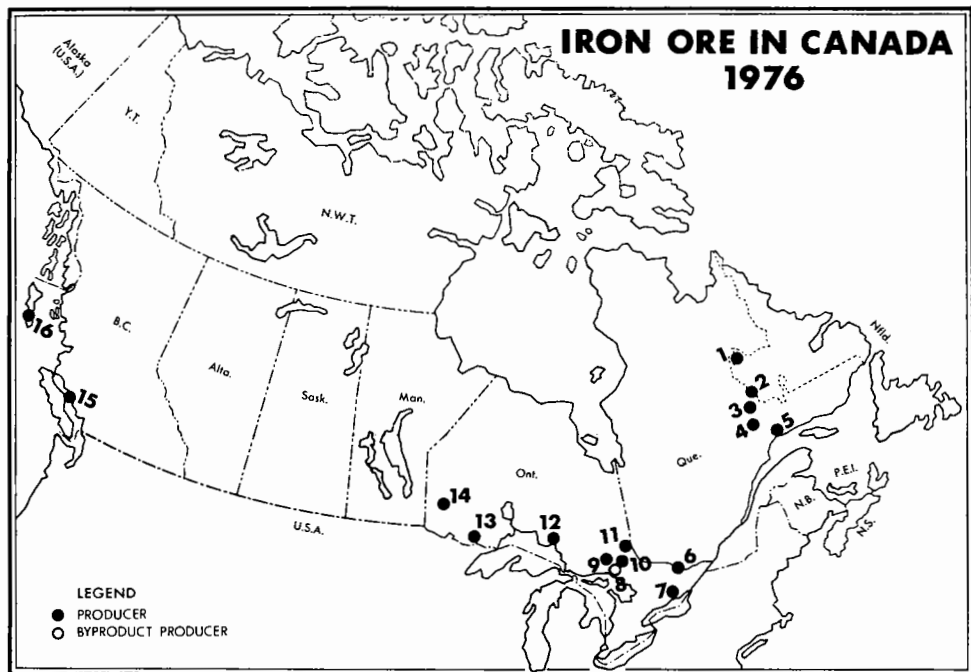 IRON ORE IN CANADA
1976
Alaska
(U.S.A.)
Y.T.
N.W.T.
B.C.
Alta.
Sask.
Man.
Ont.
Que.
Nfld.
P.E.I.
N.B.
N.S.
U.S.A.
1
2
3
4
5
6
7
8
9
10
11
12
13
14
15
16
LEGEND
PRODUCER
BYPRODUCT PRODUCER